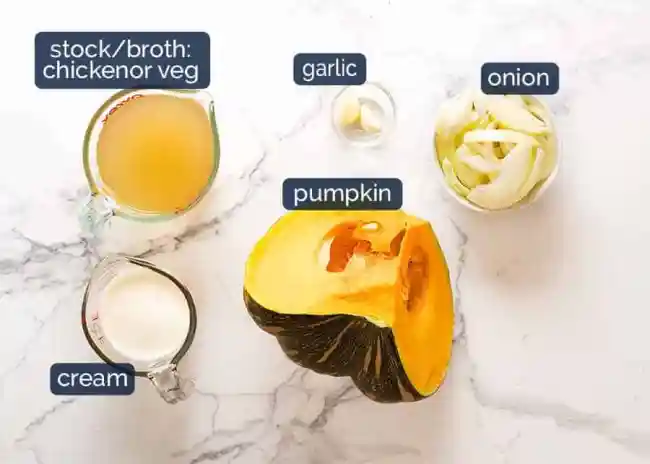 stock/broth:
chickenor veg
garlic
onion
pumpkin
cream